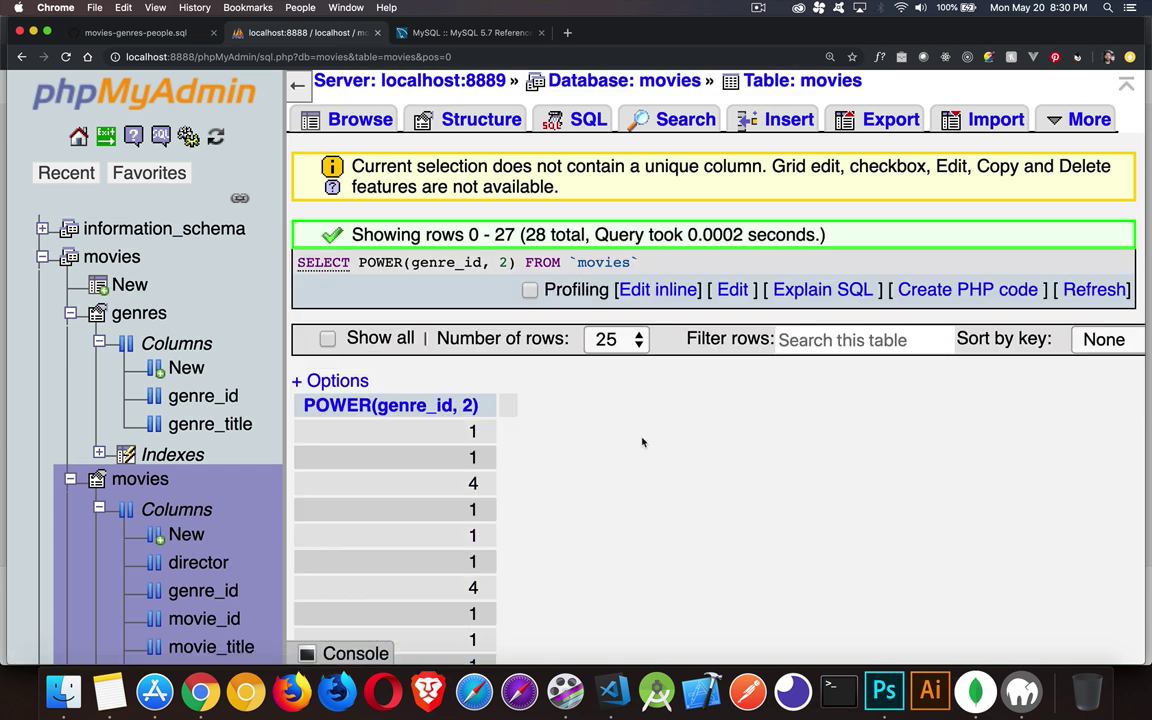 Chrome File Edit View History Bookmarks People Window Help 100% Mon May 20 8:30 PM
movies-genres-people.sql localhost:8888 / localhost / mo MySQL :: MySQL 5.7 Referenc
localhost:8888/phpMyAdmin/sql.php?db=movies&table=movies&pos=0
phpMyAdmin
Recent Favorites
information_schema
movies
New
genres
Columns
New
genre_id
genre_title
Indexes
movies
Columns
New
director
genre_id
movie_id
movie_title
Server: localhost:8889 » Database: movies » Table: movies
Browse Structure SQL Search Insert Export Import More
Current selection does not contain a unique column. Grid edit, checkbox, Edit, Copy and Delete
features are not available.
Showing rows 0 - 27 (28 total, Query took 0.0002 seconds.)
SELECT POWER(genre_id, 2) FROM `movies`
Profiling [Edit inline] [ Edit ] [ Explain SQL ] [ Create PHP code ] [ Refresh]
Show all | Number of rows: 25 Filter rows: Search this table Sort by key: None
+ Options
POWER(genre_id, 2)
1
1
4
1
1
1
4
1
1
Console